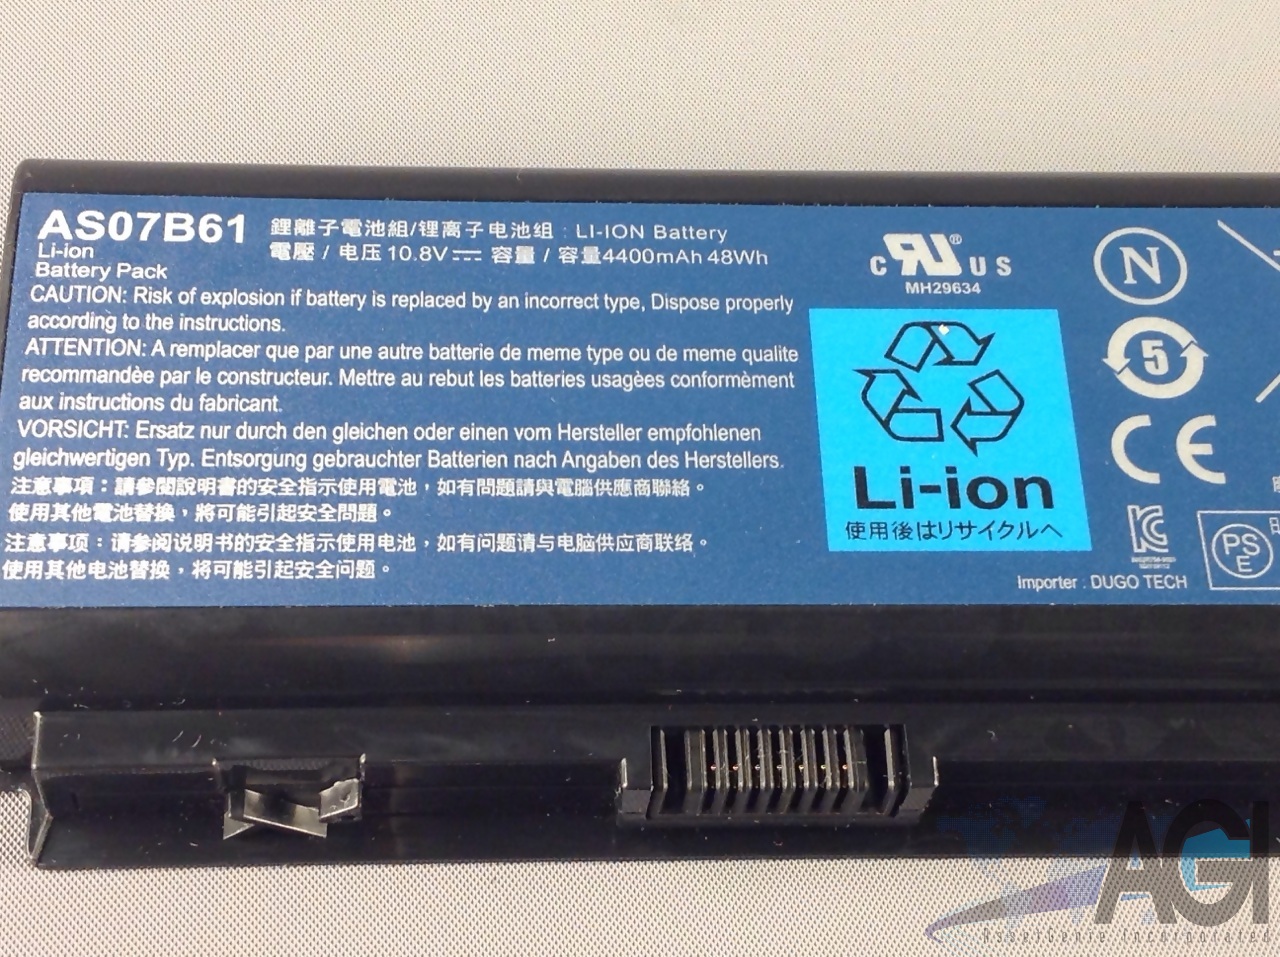 AS07B61
鋰離子電池組/锂离子电池组 : LI-ION Battery
Li-ion
電壓 / 电压 10.8V 容量 / 容量4400mAh 48Wh
Battery Pack
CAUTION: Risk of explosion if battery is replaced by an incorrect type, Dispose properly
according to the instructions.
ATTENTION: A remplacer que par une autre batterie de meme type ou de meme qualite
recommandèe par le constructeur. Mettre au rebut les batteries usagèes conformèment
aux instructions du fabricant.
VORSICHT: Ersatz nur durch den gleichen oder einen vom Hersteller empfohlenen
gleichwertigen Typ. Entsorgung gebrauchter Batterien nach Angaben des Herstellers.
注意事項：請參閱說明書的安全指示使用電池，如有問題請與電腦供應商聯絡。
使用其他電池替換，將可能引起安全問題。
注意事项：请参阅说明书的安全指示使用电池，如有问题请与电脑供应商联络。
使用其他电池替换，将可能引起安全问题。
C RU US ®
MH29634
Li-ion
使用後はリサイクルへ
N
5
CE
KC
PS
E
Importer : DUGO TECH
AGI
AssetGenie Incorporated